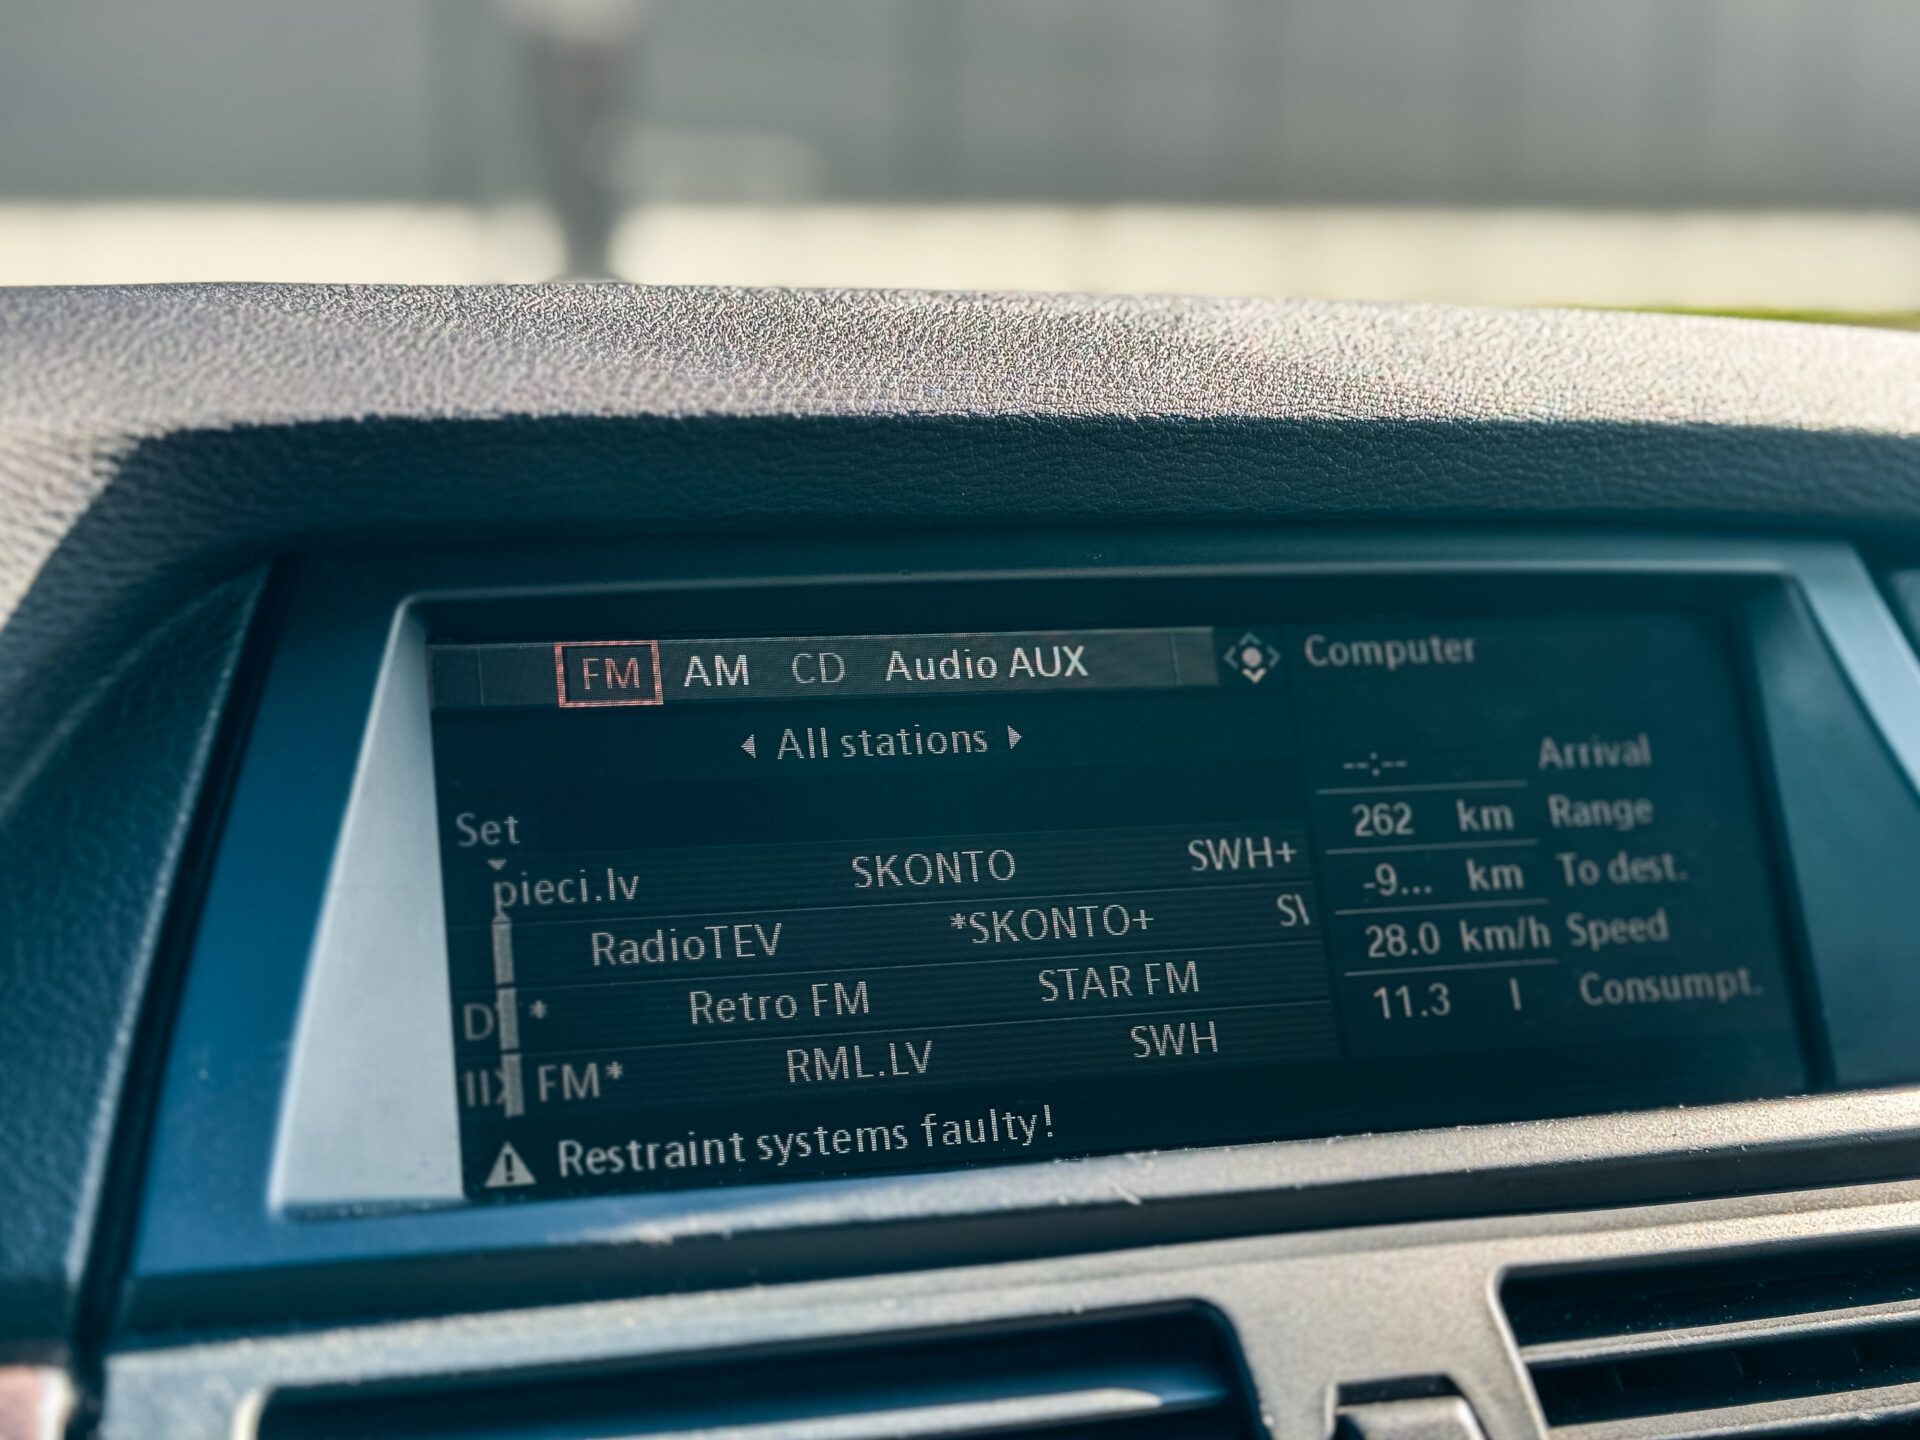 FM AM CD Audio AUX
All stations
Set
pieci.lv SKONTO SWH+
RadioTEV *SKONTO+
* Retro FM STAR FM
FM* RML.LV SWH
Restraint systems faulty!
Computer
--:-- Arrival
262 km Range
-9... km To dest.
28.0 km/h Speed
11.3 l Consumpt.